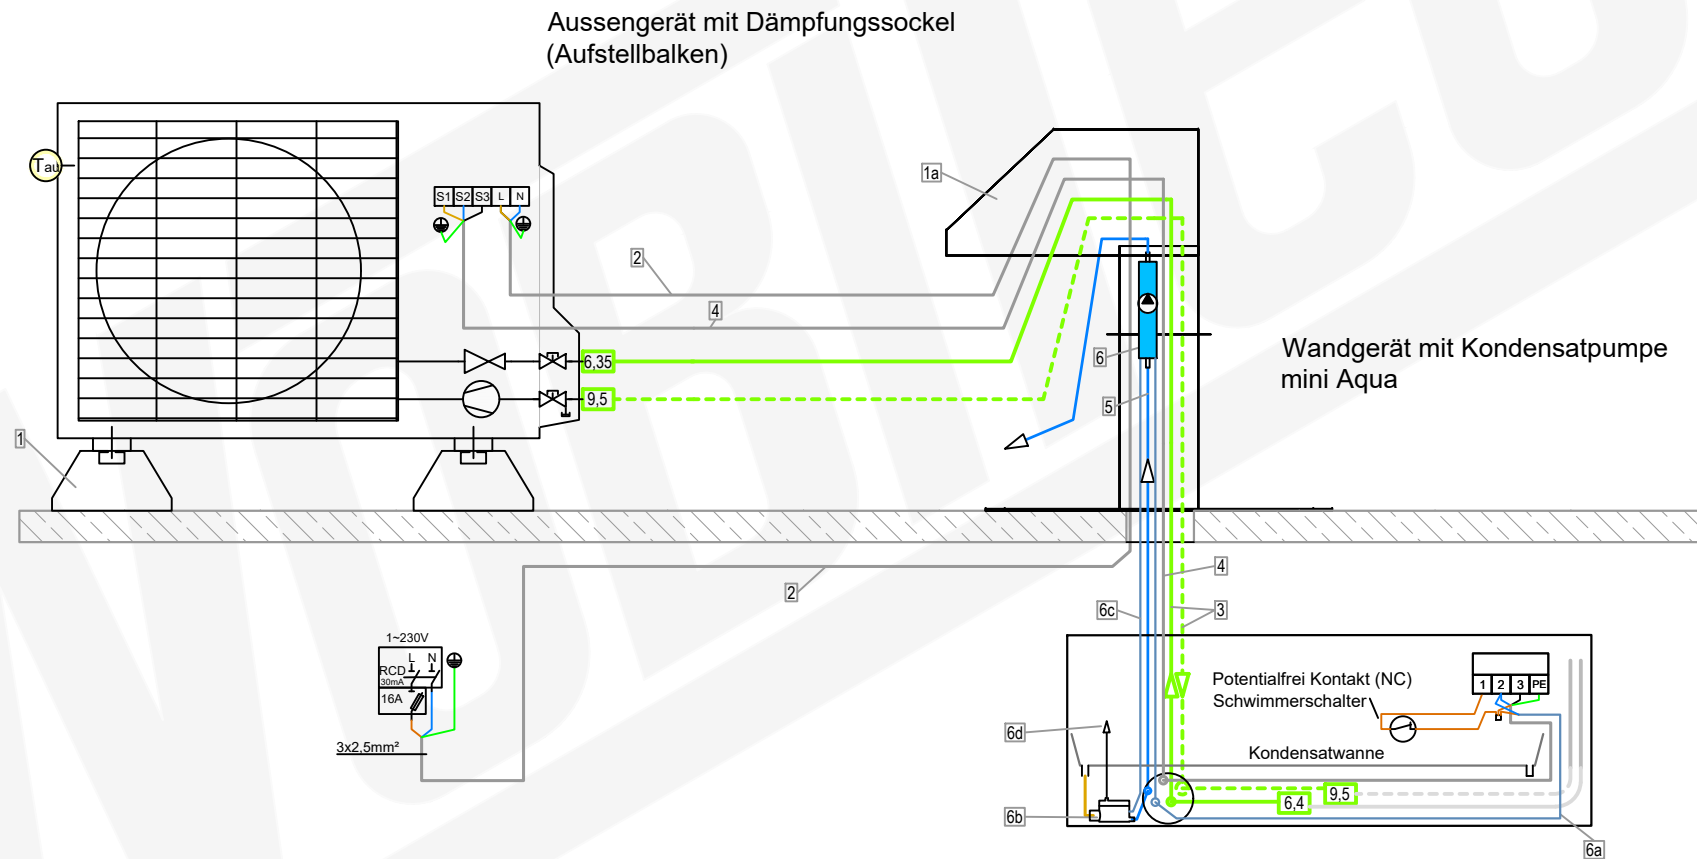 Aussengerät mit Dämpfungssockel
(Aufstellbalken)
Tau
S1 S2 S3 L N
1a
2
4
6,35
9,5
6
5
Wandgerät mit Kondensatpumpe
mini Aqua
1
4
2
6c
3
1~230V
L N
RCD
30mA
16A
3x2,5mm²
Potentialfrei Kontakt (NC)
Schwimmerschalter
1 2 3 PE
6d
Kondensatwanne
9,5
6,4
6b
6a